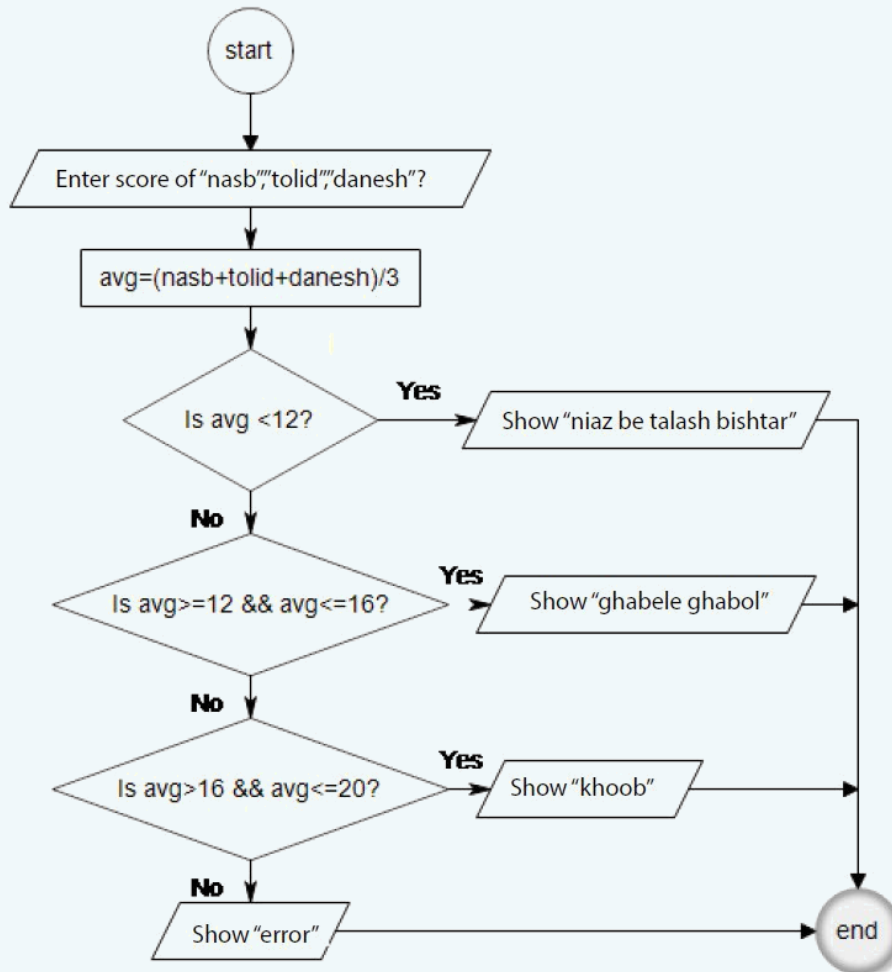 start
Enter score of “nasb”,”tolid”,”danesh”?
avg=(nasb+tolid+danesh)/3
Is avg <12?
Yes
Show “niaz be talash bishtar”
No
Is avg>=12 && avg<=16?
Yes
Show “ghabele ghabol”
No
Is avg>16 && avg<=20?
Yes
Show “khoob”
No
Show “error”
end